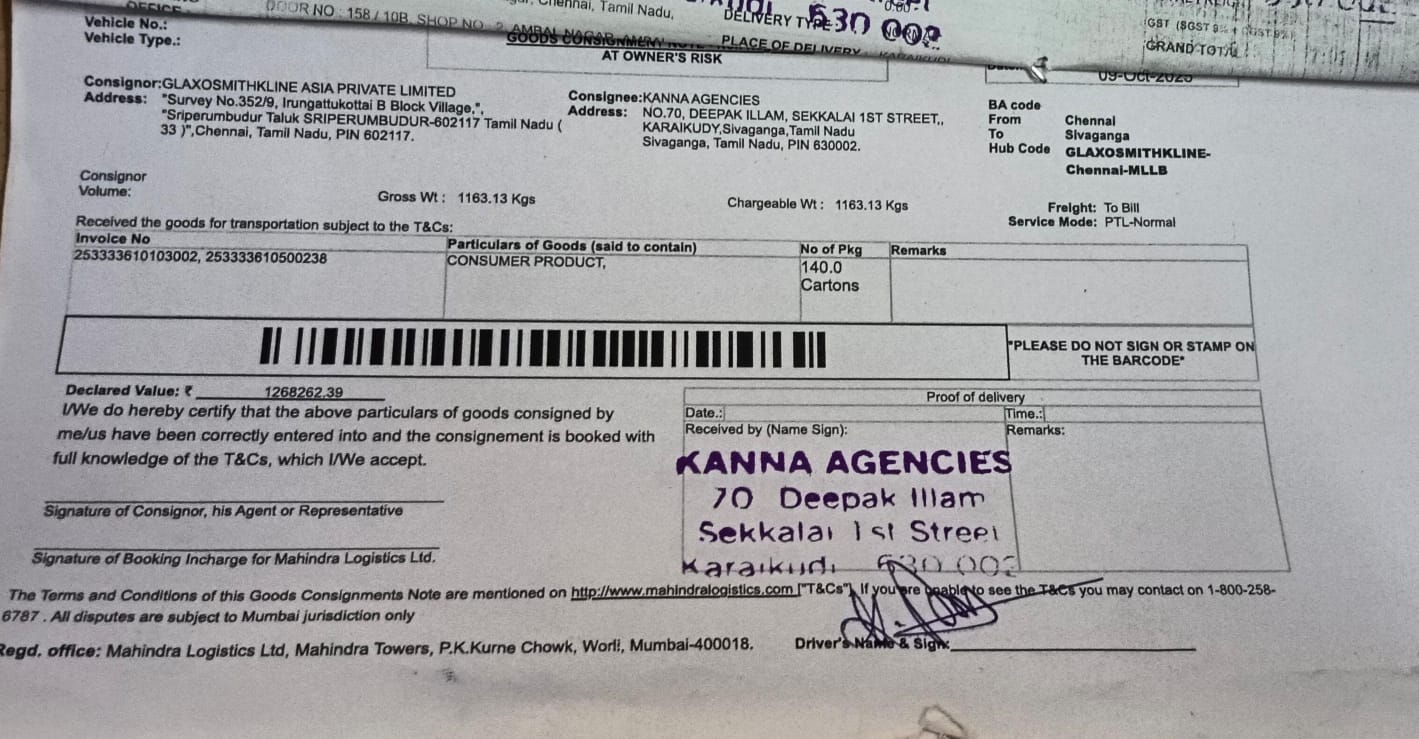 OFFICE
DOOR NO : 158 / 10B, SHOP NO
Chennai, Tamil Nadu,
DELIVERY TYPE
630 002
Vehicle No.:
Vehicle Type.:
PLACE OF DELIVERY
KARAIKUDI
GRAND TOTAL
GOODS CONSIGNMENT NOTE
AT OWNER'S RISK
09-Oct-2025
Consignor:GLAXOSMITHKLINE ASIA PRIVATE LIMITED
Address: "Survey No.352/9, Irungattukottai B Block Village,",
"Sriperumbudur Taluk SRIPERUMBUDUR-602117 Tamil Nadu (
33 )",Chennai, Tamil Nadu, PIN 602117.
Consignee:KANNA AGENCIES
Address: NO.70, DEEPAK ILLAM, SEKKALAI 1ST STREET,,
KARAIKUDY,Sivaganga,Tamil Nadu
Sivaganga, Tamil Nadu, PIN 630002.
BA code
From Chennai
To Sivaganga
Hub Code GLAXOSMITHKLINE-
Chennai-MLLB
Consignor
Volume:
Gross Wt : 1163.13 Kgs
Chargeable Wt : 1163.13 Kgs
Freight: To Bill
Service Mode: PTL-Normal
Received the goods for transportation subject to the T&Cs:
Invoice No Particulars of Goods (said to contain) No of Pkg Remarks
253333610103002, 253333610500238 CONSUMER PRODUCT, 140.0
Cartons
*PLEASE DO NOT SIGN OR STAMP ON
THE BARCODE*
Declared Value: ₹ 1268262.39
I/We do hereby certify that the above particulars of goods consigned by
me/us have been correctly entered into and the consignement is booked with
full knowledge of the T&Cs, which I/We accept.
Proof of delivery
Date.: Time.:
Received by (Name Sign): Remarks:
KANNA AGENCIES
70 Deepak Illam
Sekkalai 1st Street
Karaikudi 630 002
Signature of Consignor, his Agent or Representative
Signature of Booking Incharge for Mahindra Logistics Ltd.
The Terms and Conditions of this Goods Consignments Note are mentioned on http://www.mahindralogistics.com ["T&Cs"]. If you are unable to see the T&Cs you may contact on 1-800-258-
6787 . All disputes are subject to Mumbai jurisdiction only
Regd. office: Mahindra Logistics Ltd, Mahindra Towers, P.K.Kurne Chowk, Worli, Mumbai-400018.
Driver's Name & Sign: